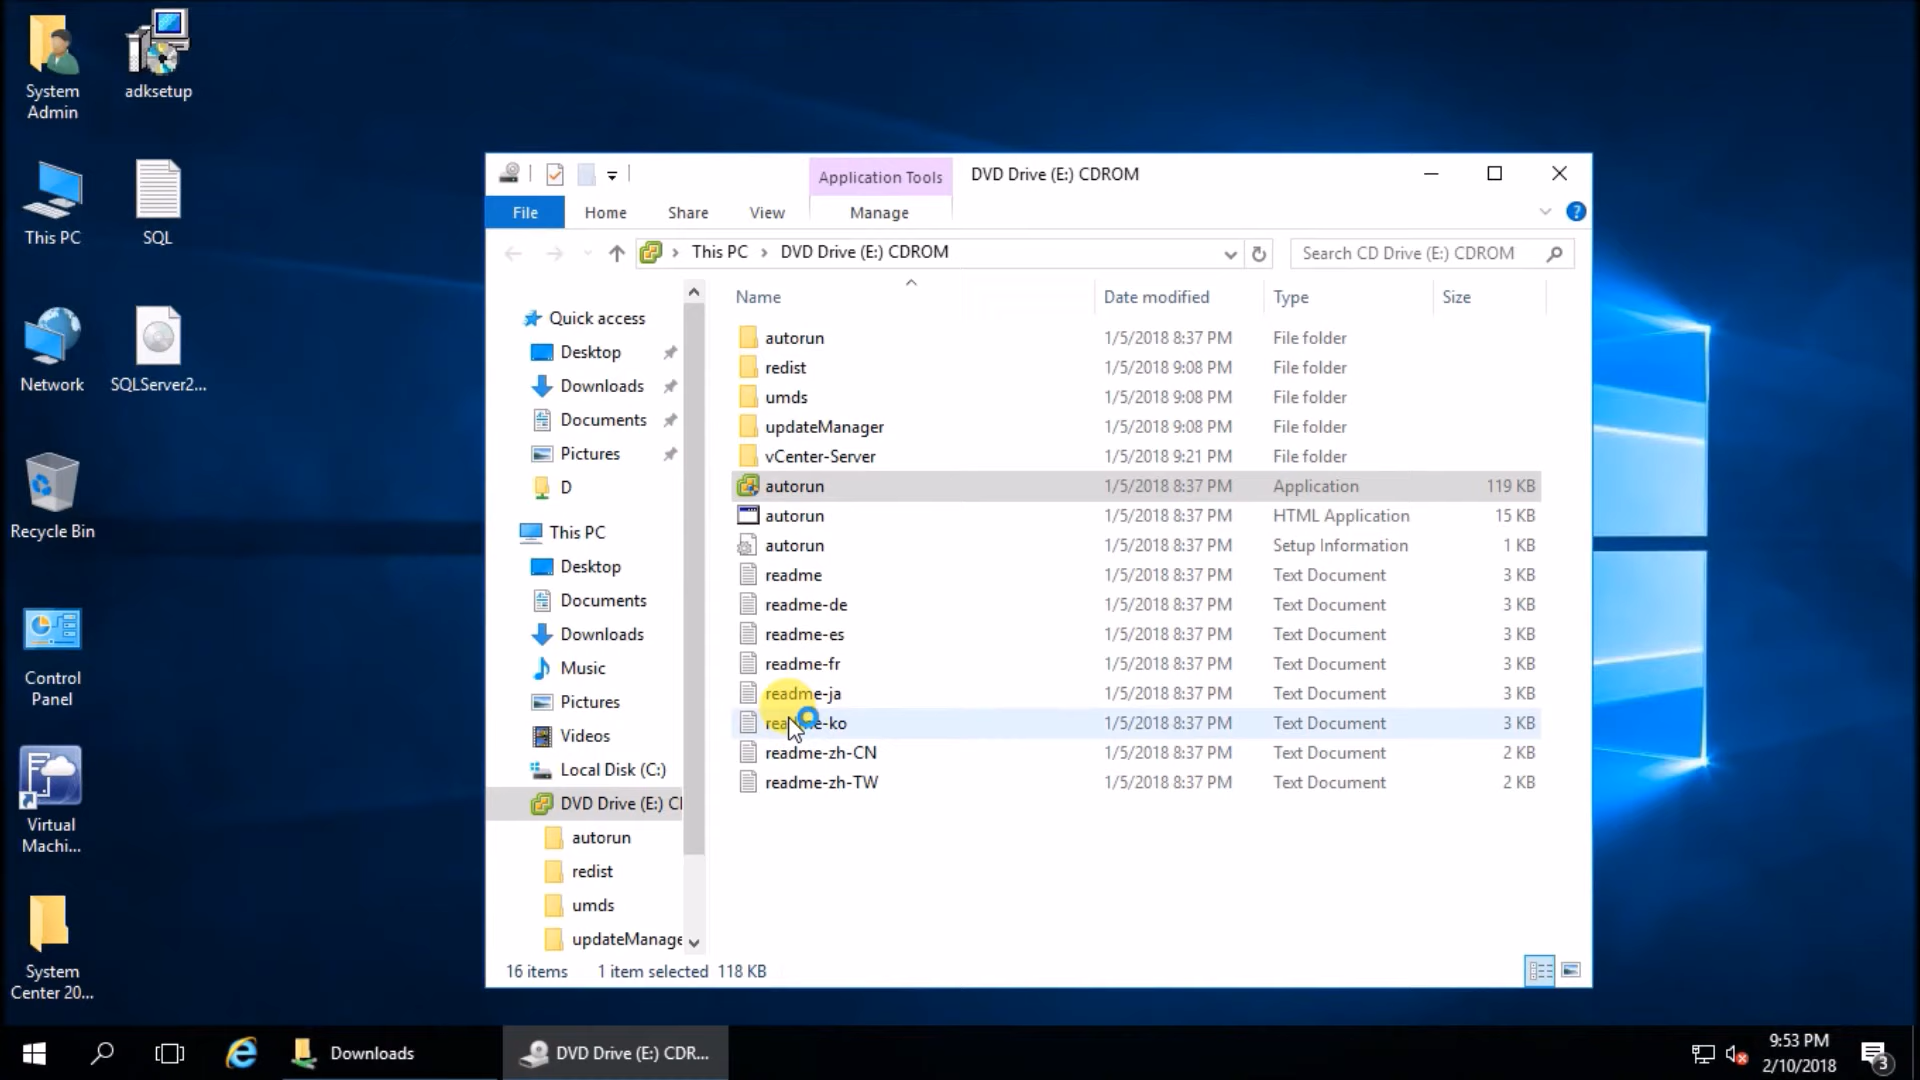 System
Admin
adksetup
This PC
SQL
Network
SQLServer2...
Recycle Bin
Control
Panel
Virtual
Machi...
System
Center 20...
Application Tools
DVD Drive (E:) CDROM
File
Home
Share
View
Manage
This PC
DVD Drive (E:) CDROM
Search CD Drive (E:) CDROM
Quick access
Desktop
Downloads
Documents
Pictures
D
This PC
Desktop
Documents
Downloads
Music
Pictures
Videos
Local Disk (C:)
DVD Drive (E:) CI
autorun
redist
umds
updateManage
Name Date modified Type Size
autorun 1/5/2018 8:37 PM File folder
redist 1/5/2018 9:08 PM File folder
umds 1/5/2018 9:08 PM File folder
updateManager 1/5/2018 9:08 PM File folder
vCenter-Server 1/5/2018 9:21 PM File folder
autorun 1/5/2018 8:37 PM Application 119 KB
autorun 1/5/2018 8:37 PM HTML Application 15 KB
autorun 1/5/2018 8:37 PM Setup Information 1 KB
readme 1/5/2018 8:37 PM Text Document 3 KB
readme-de 1/5/2018 8:37 PM Text Document 3 KB
readme-es 1/5/2018 8:37 PM Text Document 3 KB
readme-fr 1/5/2018 8:37 PM Text Document 3 KB
readme-ja 1/5/2018 8:37 PM Text Document 3 KB
readme-ko 1/5/2018 8:37 PM Text Document 3 KB
readme-zh-CN 1/5/2018 8:37 PM Text Document 2 KB
readme-zh-TW 1/5/2018 8:37 PM Text Document 2 KB
16 items 1 item selected 118 KB
Downloads
DVD Drive (E:) CDR...
9:53 PM
2/10/2018
3